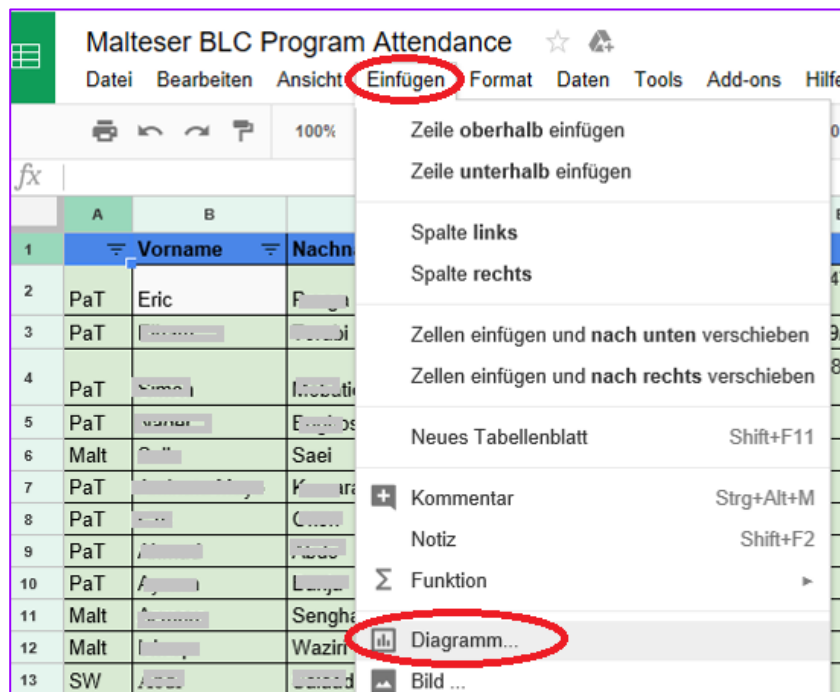 Malteser BLC Program Attendance
Datei Bearbeiten Ansicht Einfügen Format Daten Tools Add-ons Hilfe
100%
fx
A B
1 Vorname Nachn
2 PaT Eric
3 PaT
4 PaT
5 PaT
6 Malt Saei
7 PaT
8 PaT
9 PaT
10 PaT
11 Malt Sengha
12 Malt Waziri
13 SW
Zeile oberhalb einfügen
Zeile unterhalb einfügen
Spalte links
Spalte rechts
Zellen einfügen und nach unten verschieben
Zellen einfügen und nach rechts verschieben
Neues Tabellenblatt Shift+F11
Kommentar Strg+Alt+M
Notiz Shift+F2
Σ Funktion ►
Diagramm...
Bild ...